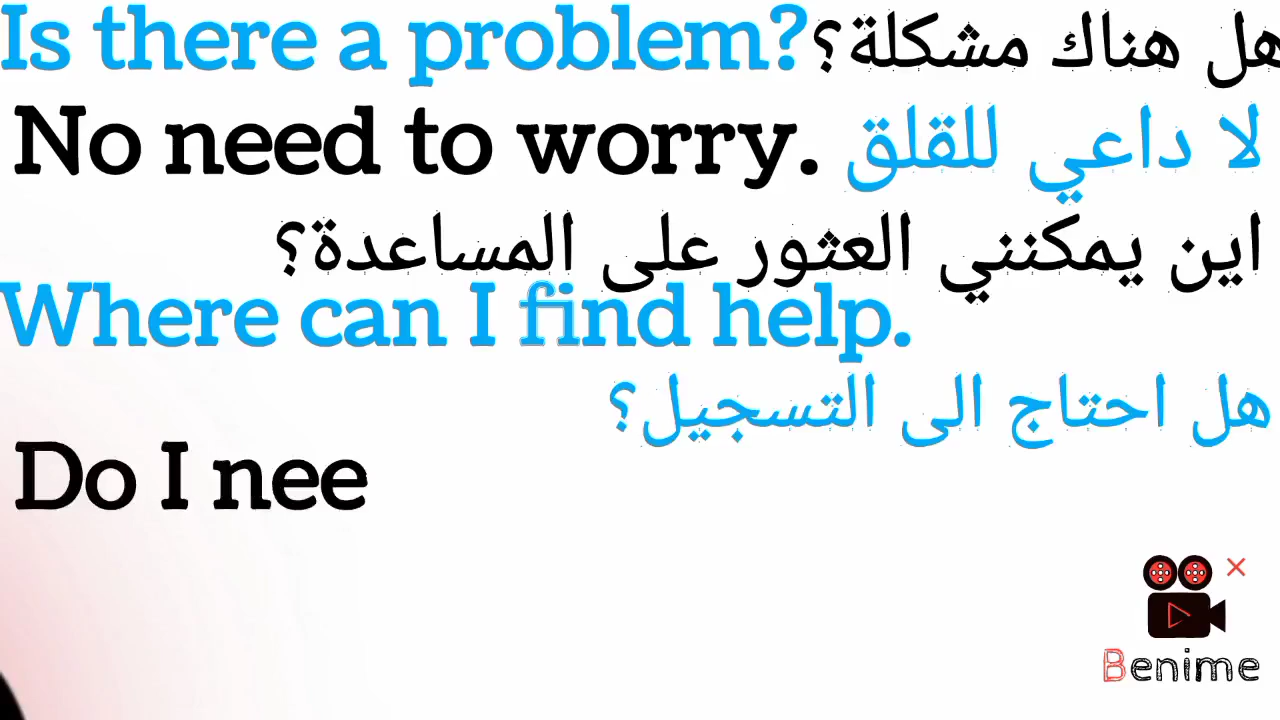 Is there a problem? هل هناك مشكلة؟
No need to worry. لا داعي للقلق
اين يمكنني العثور على المساعدة؟
Where can I find help.
هل احتاج الى التسجيل؟
Do I nee
Benime